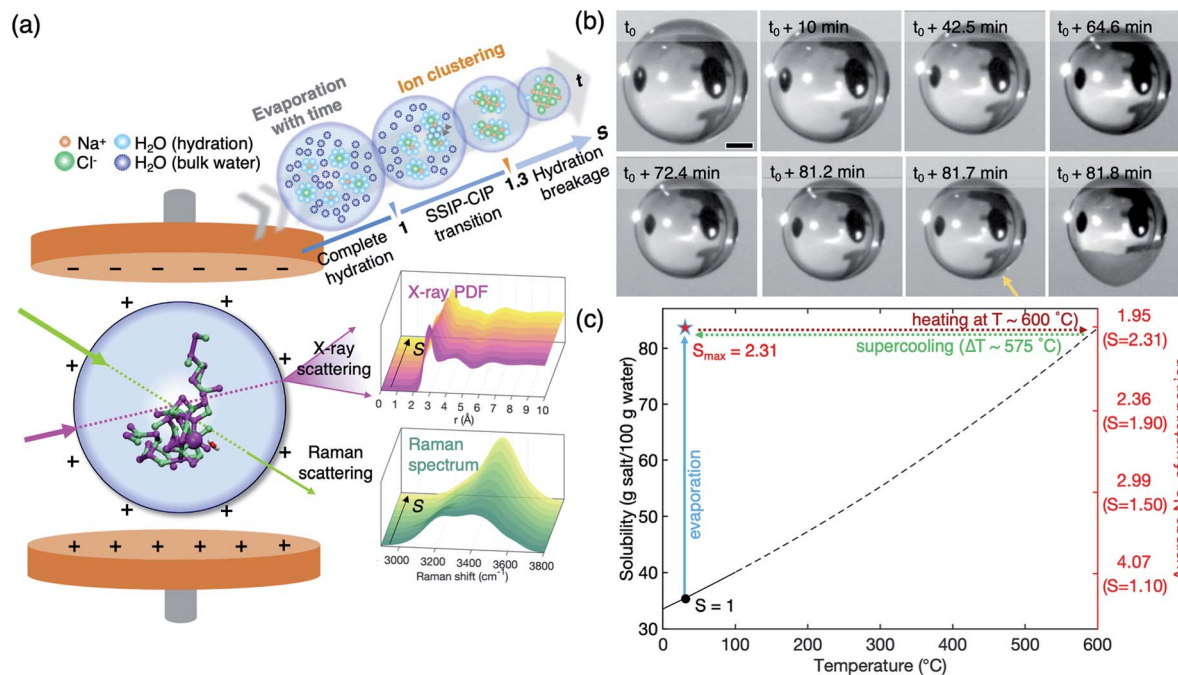 (a)
Evaporation
with time
Ion clustering
t
S
Na⁺
H₂O (hydration)
Cl⁻
H₂O (bulk water)
Complete
hydration
1
SSIP-CIP
transition
1.3
Hydration
breakage
− − − − − −
+ +
+ +
+ +
+ +
X-ray
scattering
Raman
scattering
+ + + + + +
X-ray PDF
S
0 1 2 3 4 5 6 7 8 9 10
r (Å)
Raman
spectrum
S
3000 3200 3400 3600 3800
Raman shift (cm⁻¹)
(b)
t₀
t₀ + 10 min
t₀ + 42.5 min
t₀ + 64.6 min
t₀ + 72.4 min
t₀ + 81.2 min
t₀ + 81.7 min
t₀ + 81.8 min
(c)
Solubility (g salt/100 g water)
80
70
60
50
40
30
heating at T ~ 600 °C)
supercooling (ΔT ~ 575 °C)
Sₘₐₓ = 2.31
evaporation
S = 1
0 100 200 300 400 500 600
Temperature (°C)
1.95
(S=2.31)
2.36
(S=1.90)
2.99
(S=1.50)
4.07
(S=1.10)